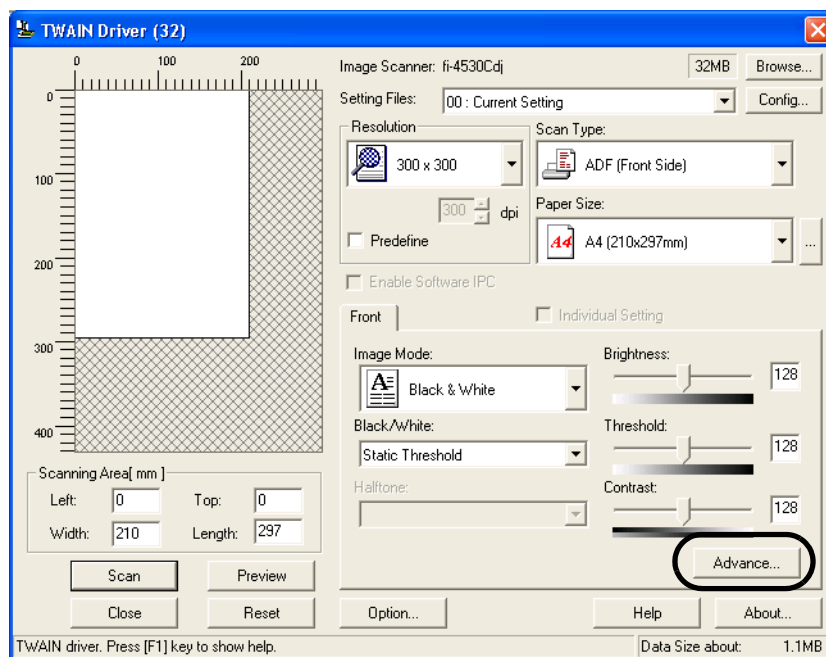 TWAIN Driver (32)
0 100 200
0
100
200
300
400
Image Scanner: fi-4530Cdj 32MB Browse...
Setting Files: 00 : Current Setting Config...
Resolution
300 x 300
300 dpi
Predefine
Scan Type:
ADF (Front Side)
Paper Size:
A4 A4 (210x297mm) ...
Enable Software IPC
Front Individual Setting
Image Mode:
A Black & White
Black/White:
Static Threshold
Halftone:
Brightness:
128
Threshold:
128
Contrast:
128
Advance...
Scanning Area[ mm ]
Left: 0 Top: 0
Width: 210 Length: 297
Scan Preview
Close Reset Option... Help About...
TWAIN driver. Press [F1] key to show help. Data Size about: 1.1MB